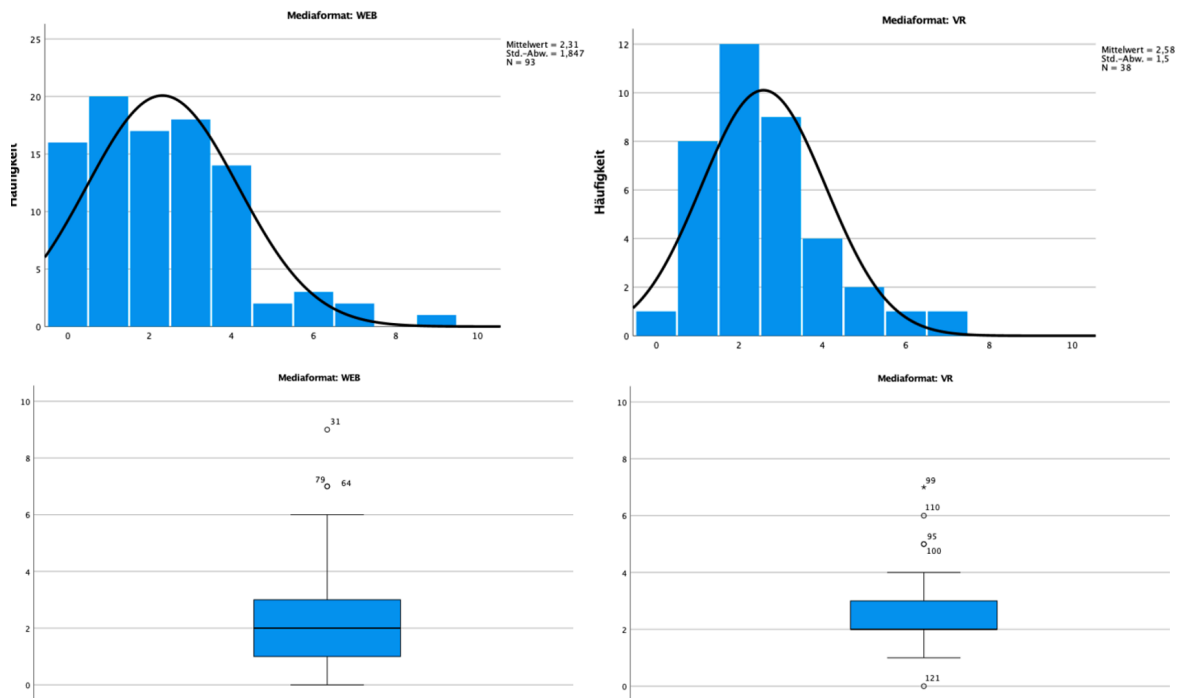 Mediaformat: WEB
25
20
15
10
5
0
Häufigkeit
0 2 4 6 8 10
Mittelwert = 2,31
Std.-Abw. = 1,847
N = 93
Mediaformat: VR
12
10
8
6
4
2
0
Häufigkeit
0 2 4 6 8 10
Mittelwert = 2,58
Std.-Abw. = 1,5
N = 38
Mediaformat: WEB
10
8
6
4
2
0
31
79 64
Mediaformat: VR
10
8
6
4
2
0
99
110
95
100
121